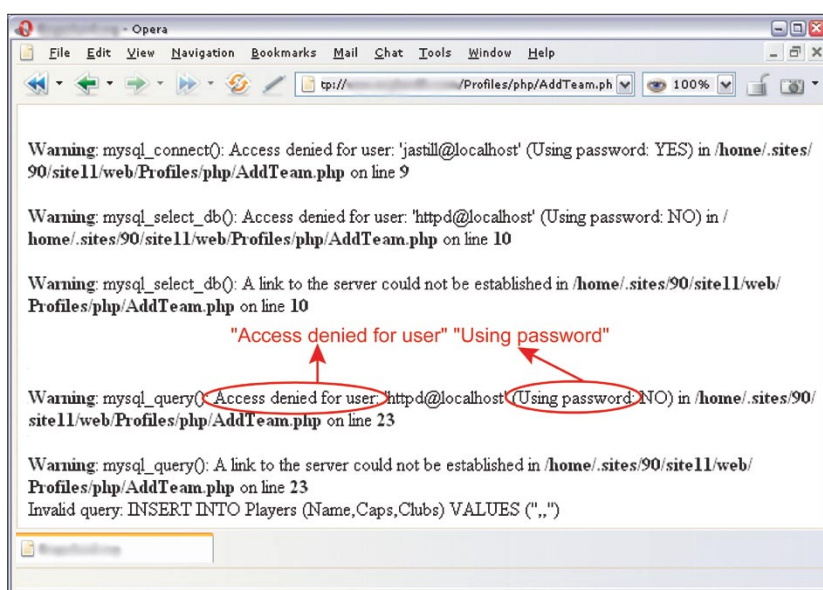 - Opera
File Edit View Navigation Bookmarks Mail Chat Tools Window Help
tp:// /Profiles/php/AddTeam.ph 100%
Warning: mysql_connect(): Access denied for user: 'jastill@localhost' (Using password: YES) in /home/.sites/
90/site11/web/Profiles/php/AddTeam.php on line 9
Warning: mysql_select_db(): Access denied for user: 'httpd@localhost' (Using password: NO) in /
home/.sites/90/site11/web/Profiles/php/AddTeam.php on line 10
Warning: mysql_select_db(): A link to the server could not be established in /home/.sites/90/site11/web/
Profiles/php/AddTeam.php on line 10
"Access denied for user" "Using password"
Warning: mysql_query(): Access denied for user: 'httpd@localhost' (Using password: NO) in /home/.sites/90/
site11/web/Profiles/php/AddTeam.php on line 23
Warning: mysql_query(): A link to the server could not be established in /home/.sites/90/site11/web/
Profiles/php/AddTeam.php on line 23
Invalid query: INSERT INTO Players (Name,Caps,Clubs) VALUES ('',,'')